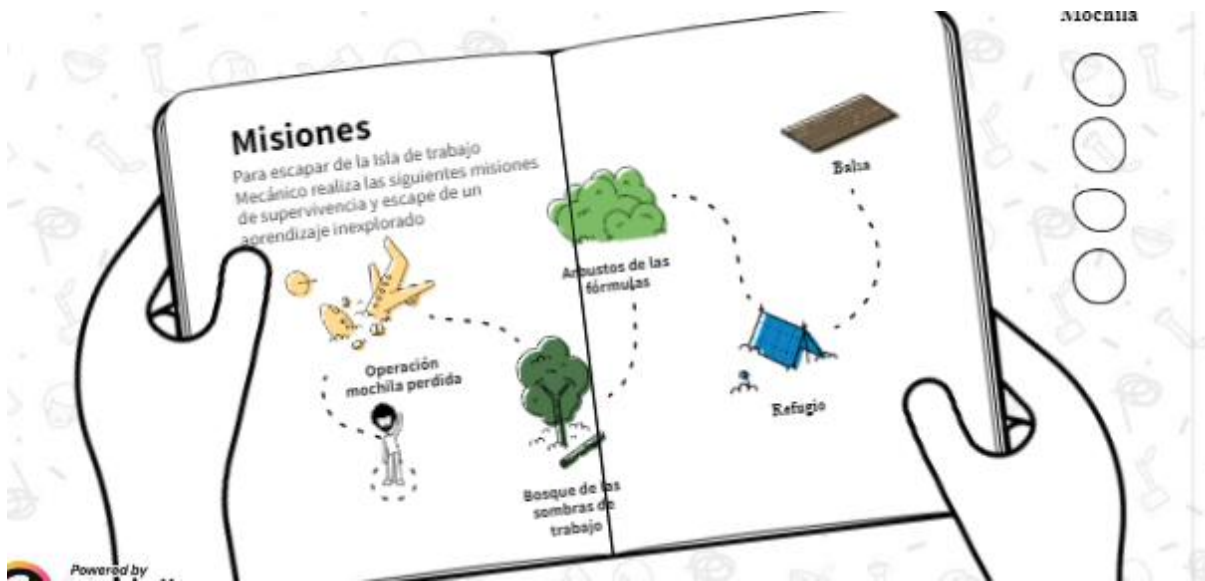 Mochila
Misiones
Para escapar de la Isla de trabajo
Mecánico realiza las siguientes misiones
de supervivencia y escape de un
aprendizaje inexplorado
Balsa
Arbustos de las
fórmulas
Operación
mochila perdida
Refugio
Bosque de las
sombras de
trabajo
Powered by